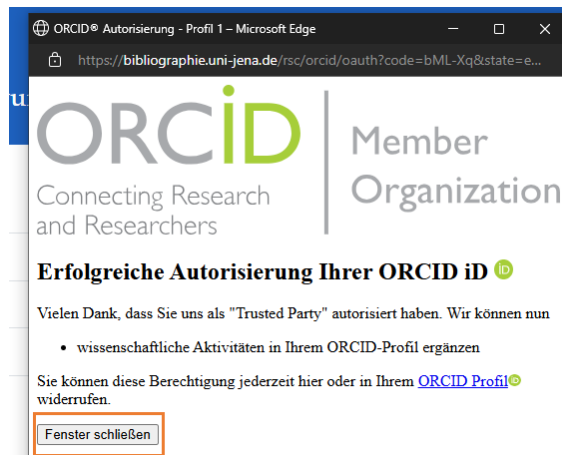 ORCID® Autorisierung - Profil 1 – Microsoft Edge
https://bibliographie.uni-jena.de/rsc/orcid/oauth?code=bML-Xq&state=e...
ORCID
Connecting Research
and Researchers
Member
Organization
Erfolgreiche Autorisierung Ihrer ORCID iD iD
Vielen Dank, dass Sie uns als "Trusted Party" autorisiert haben. Wir können nun
• wissenschaftliche Aktivitäten in Ihrem ORCID-Profil ergänzen
Sie können diese Berechtigung jederzeit hier oder in Ihrem ORCID Profil
widerrufen.
Fenster schließen